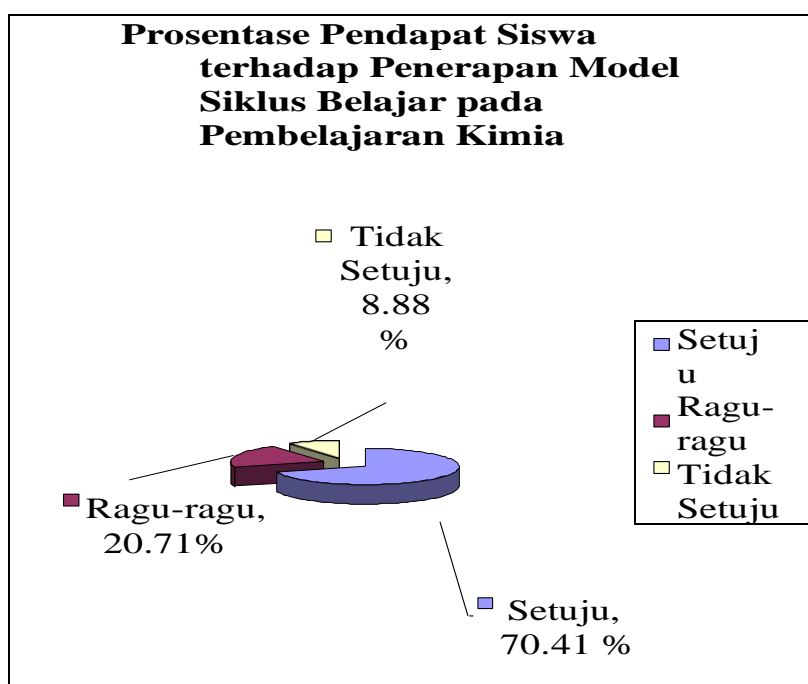 Prosentase Pendapat Siswa
terhadap Penerapan Model
Siklus Belajar pada
Pembelajaran Kimia
Tidak
Setuju,
8.88
%
Ragu-ragu,
20.71%
Setuju,
70.41 %
Setuj
u
Ragu-
ragu
Tidak
Setuju